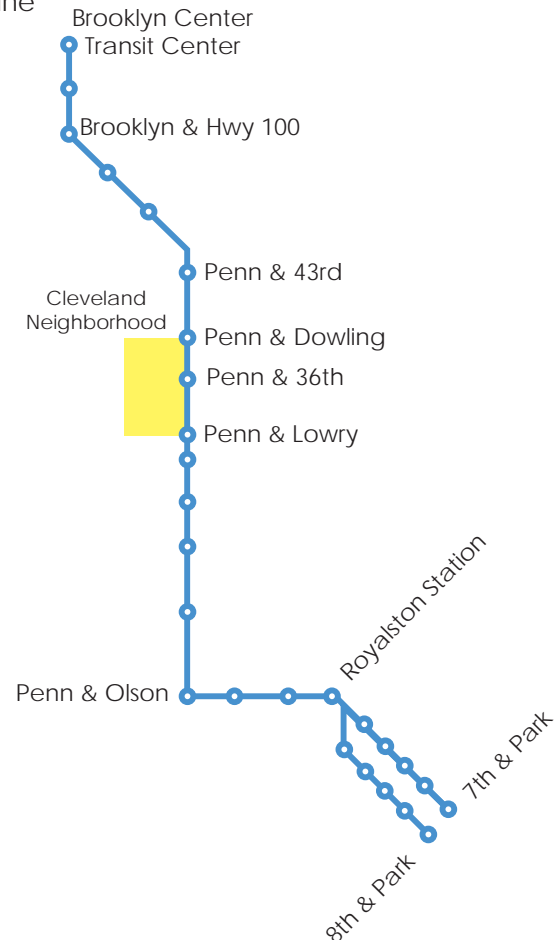 Brooklyn Center
Transit Center
Brooklyn & Hwy 100
Penn & 43rd
Cleveland
Neighborhood
Penn & Dowling
Penn & 36th
Penn & Lowry
Royalston Station
Penn & Olson
7th & Park
8th & Park